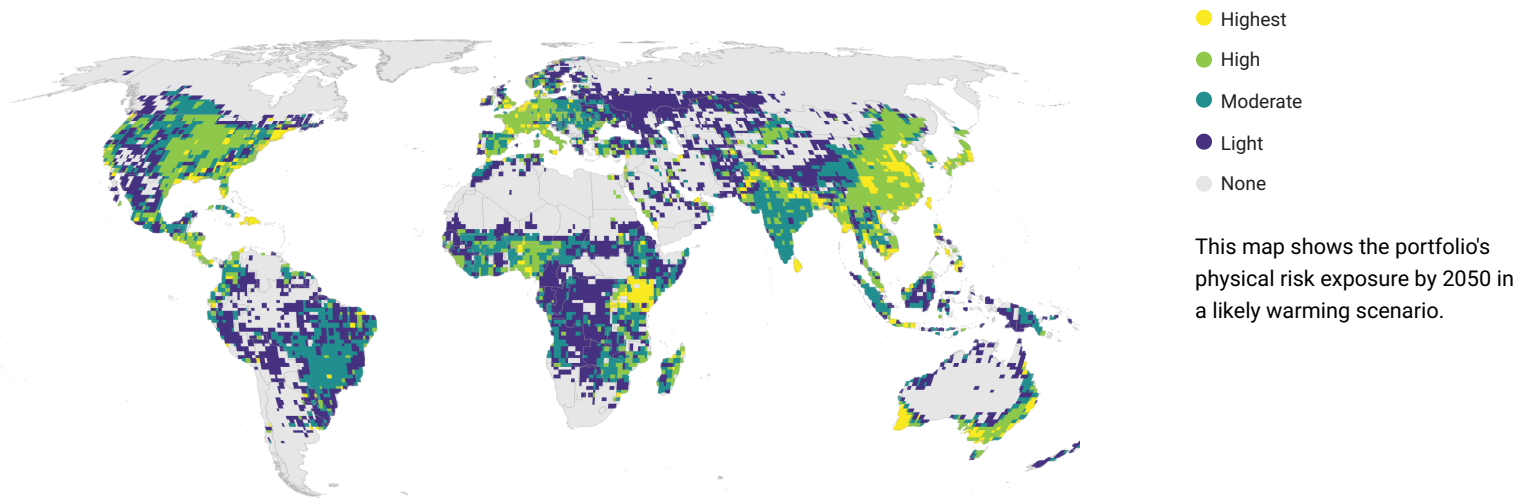 Highest
High
Moderate
Light
None
This map shows the portfolio's
physical risk exposure by 2050 in
a likely warming scenario.